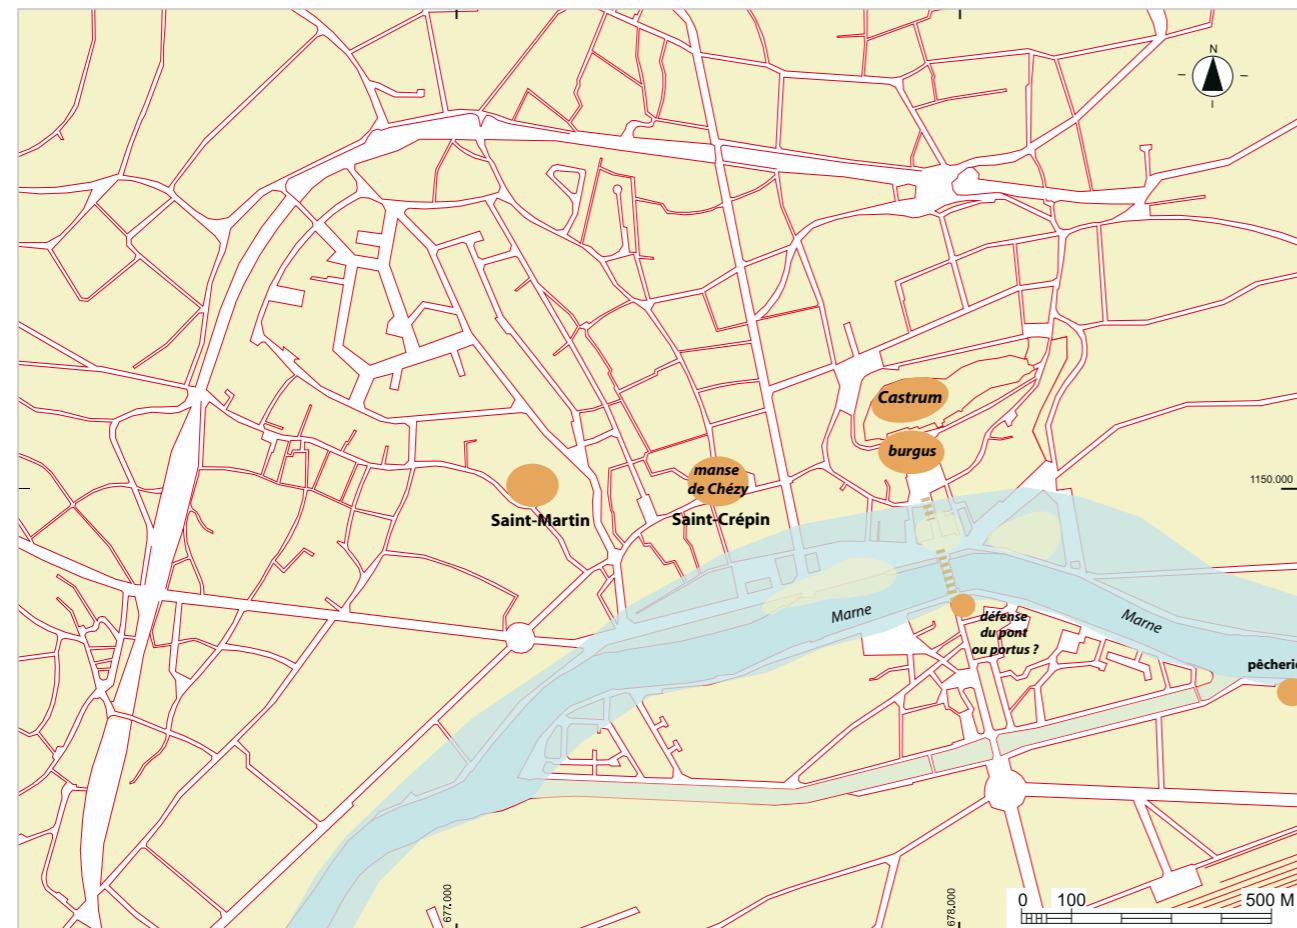 N
Castrum
burgus
manse
de Chézy
1150.000
Saint-Martin
Saint-Crépin
Marne
Marne
défense
du pont
ou portus ?
pêcherie
677.000
678.000
0 100 500 M